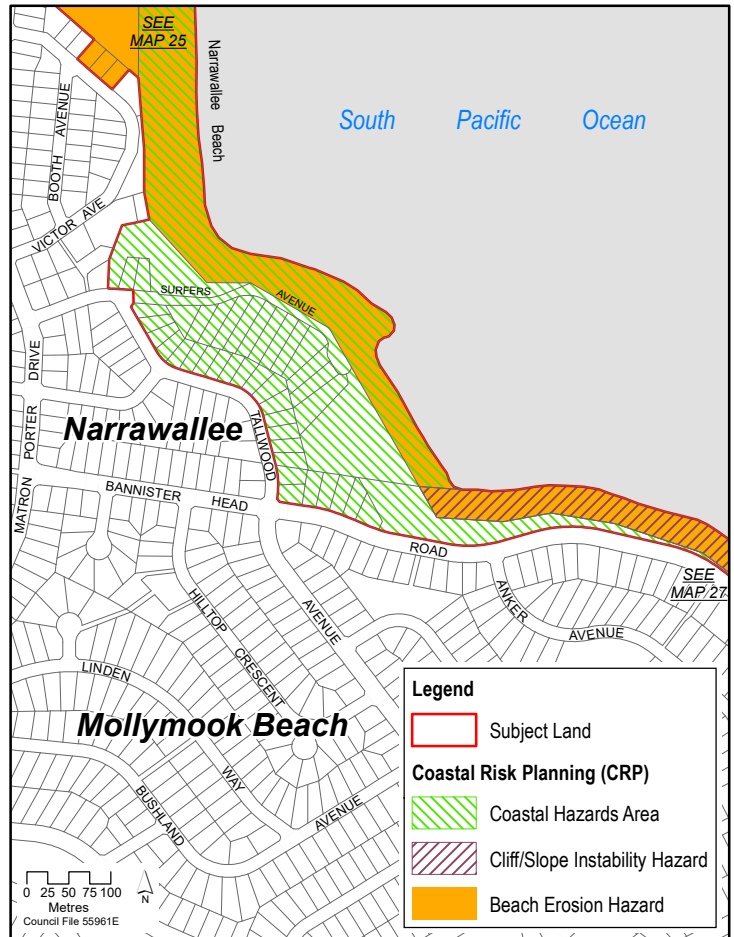 SEE
MAP 25
Narrawallee Beach
South Pacific Ocean
BOOTH AVENUE
VICTOR AVE
SURFERS
AVENUE
DRIVE
PORTER
MATRON
Narrawallee
TALLWOOD
BANNISTER
HEAD
ROAD
SEE
MAP 27
ANKER
AVENUE
HILLTOP
CRESCENT
AVENUE
LINDEN
WAY
Mollymook Beach
BUSHLAND
AVENUE
Legend
Subject Land
Coastal Risk Planning (CRP)
Coastal Hazards Area
Cliff/Slope Instability Hazard
Beach Erosion Hazard
0 25 50 75 100
Metres
N
Council File 55961E